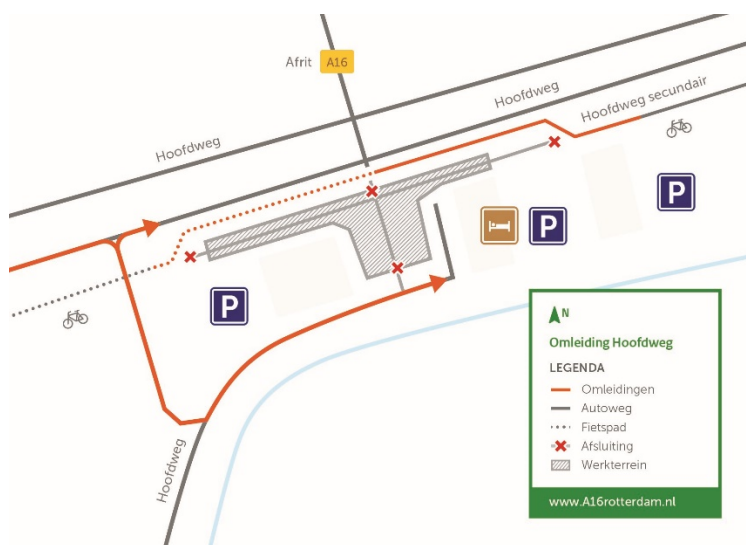 Afrit A16
Hoofdweg
Hoofdweg secundair
Hoofdweg
P
P
P
Hoofdweg
N
Omleiding Hoofdweg
LEGENDA
Omleidingen
Autoweg
Fietspad
Afsluiting
Werkterrein
www.A16rotterdam.nl